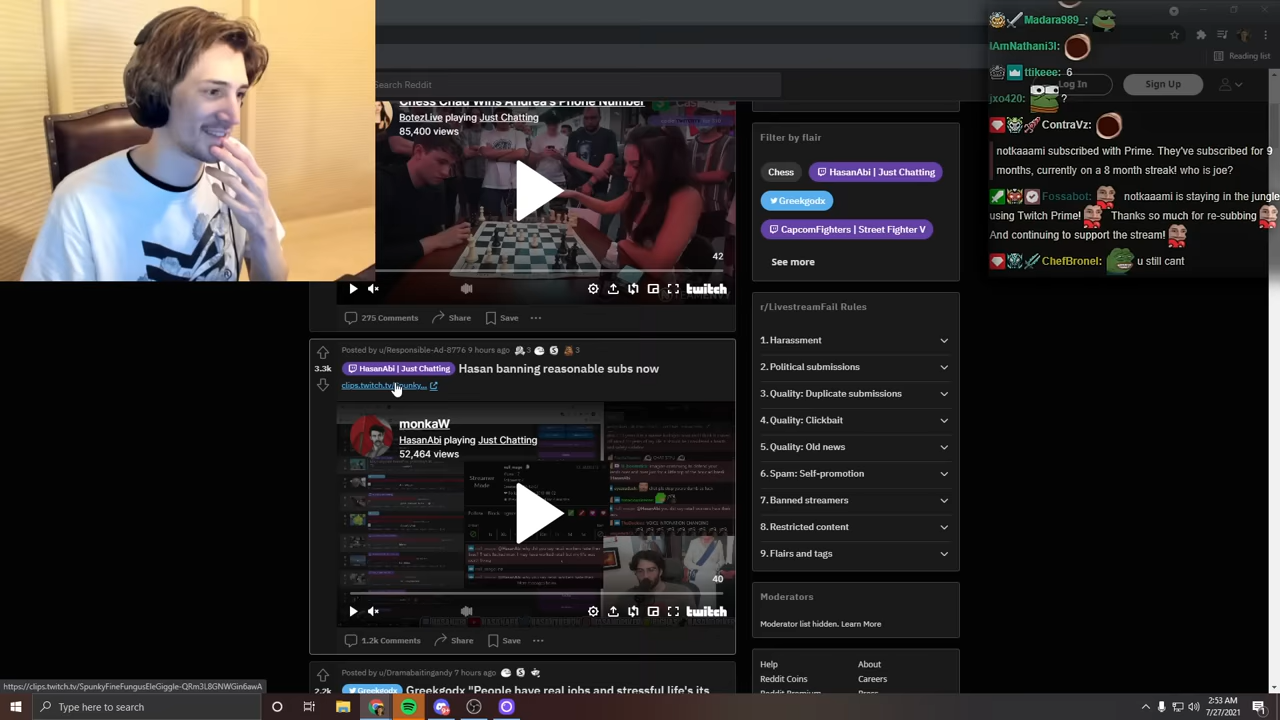 Search Reddit
Chess Chad Wins Andrea's Phone Number
BotezLive playing Just Chatting
85,400 views
42
twitch
275 Comments
Share
Save
Posted by u/Responsible-Ad-8776 9 hours ago
3
3
3.3k
HasanAbi | Just Chatting
Hasan banning reasonable subs now
clips.twitch.tv/Spunky...
monkaW
HasanAbi playing Just Chatting
52,464 views
40
twitch
1.2k Comments
Share
Save
Posted by u/Dramabaitingandy 7 hours ago
2.2k
Greekgodx
Greekgodx "People have real jobs and stressful life's its
Filter by flair
Chess
HasanAbi | Just Chatting
Greekgodx
CapcomFighters | Street Fighter V
See more
r/LivestreamFail Rules
1. Harassment
2. Political submissions
3. Quality: Duplicate submissions
4. Quality: Clickbait
5. Quality: Old news
6. Spam: Self-promotion
7. Banned streamers
8. Restricted content
9. Flairs and tags
Moderators
Moderator list hidden. Learn More
Help
About
Reddit Coins
Careers
Reddit Premium
Press
Reading list
Log In
Sign Up
Madara989_:
IAmNathani3l:
ttikeee: 6
jxo420: ?
ContraVz:
notkaaami subscribed with Prime. They've subscribed for 9
months, currently on a 8 month streak! who is joe?
Fossabot: notkaaami is staying in the jungle
using Twitch Prime! Thanks so much for re-subbing
And continuing to support the stream!
ChefBronel: u still cant
https://clips.twitch.tv/SpunkyFineFungusEleGiggle-QRm3L8GNWGin6awA
Type here to search
2:53 AM
7/27/2021